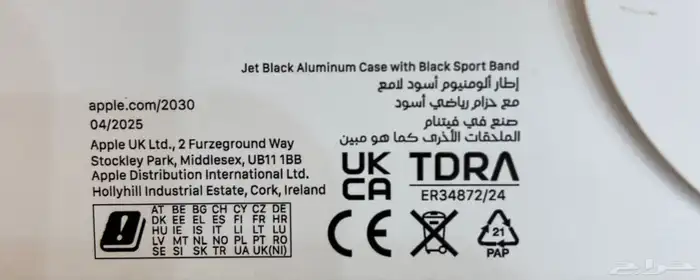 Jet Black Aluminum Case with Black Sport Band
إطار ألومنيوم أسود لامع
مع حزام رياضي أسود
صنع في فيتنام
الملحقات الأخرى كما هو مبين
apple.com/2030
04/2025
Apple UK Ltd., 2 Furzeground Way
Stockley Park, Middlesex, UB11 1BB
Apple Distribution International Ltd.
Hollyhill Industrial Estate, Cork, Ireland
UK
CA
TDRA
ER34872/24
AT BE BG CH CY CZ DE
DK EE EL ES FI FR HR
HU IE IS IT LI LT LU
LV MT NL NO PL PT RO
SE SI SK TR UA UK(NI)
CE
21
PAP
حراج